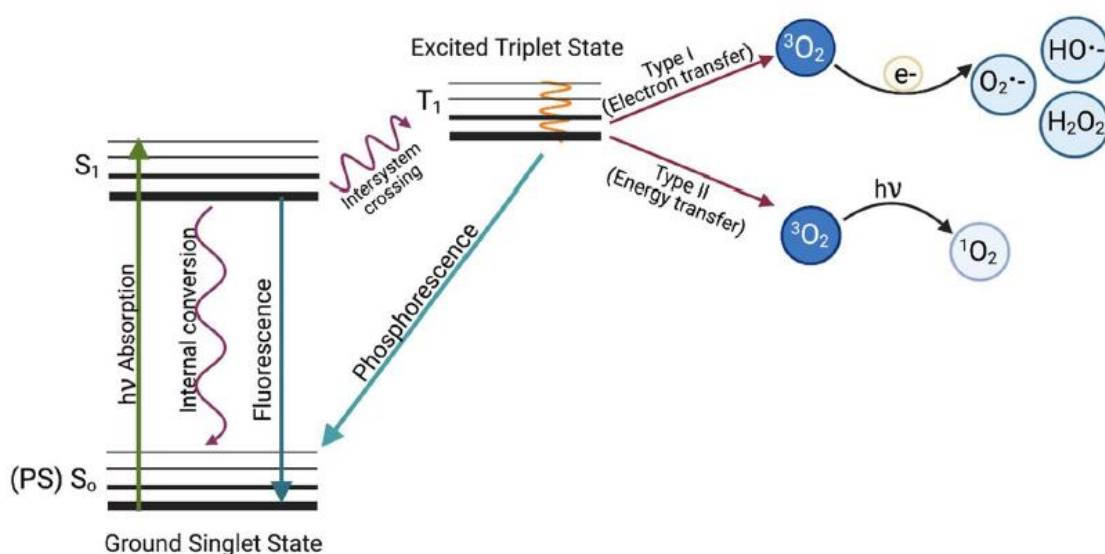 Excited Triplet State
T₁
Type I
(Electron transfer)
³O₂
e-
O₂•-
HO•-
H₂O₂
S₁
Intersystem
crossing
Type II
(Energy transfer)
³O₂
hν
¹O₂
hν Absorption
Internal conversion
Fluorescence
Phosphorescence
(PS) S₀
Ground Singlet State